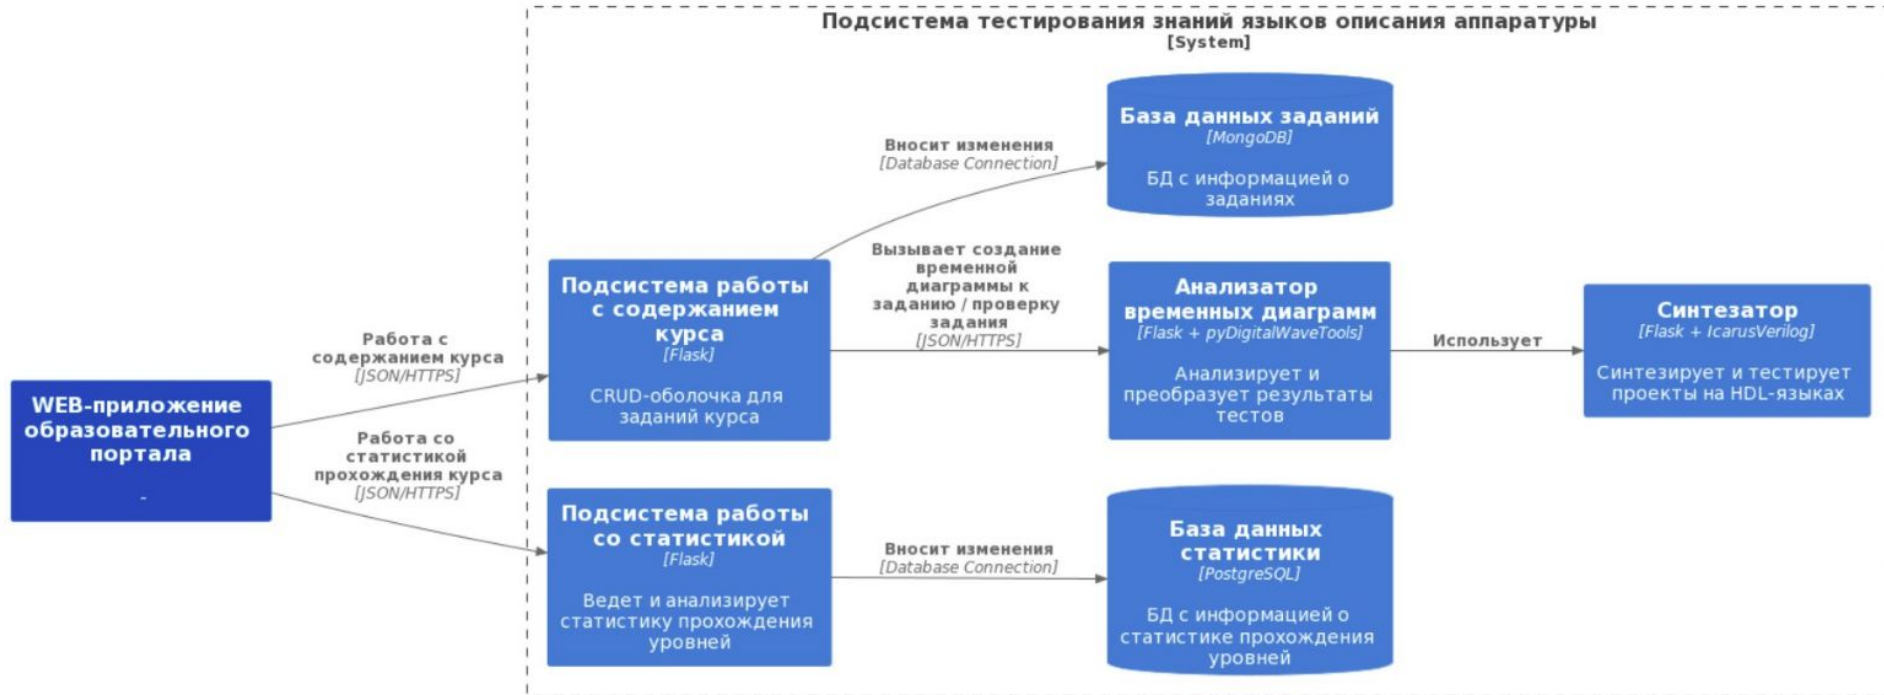 Подсистема тестирования знаний языков описания аппаратуры
[System]
База данных заданий
[MongoDB]
БД с информацией о
заданиях
Вносит изменения
[Database Connection]
Вызывает создание
временной
диаграммы к
заданию / проверку
задания
[JSON/HTTPS]
Подсистема работы
с содержанием
курса
[Flask]
CRUD-оболочка для
заданий курса
Анализатор
временных диаграмм
[Flask + pyDigitalWaveTools]
Анализирует и
преобразует результаты
тестов
Использует
Синтезатор
[Flask + IcarusVerilog]
Синтезирует и тестирует
проекты на HDL-языках
Работа с
содержанием курса
[JSON/HTTPS]
WEB-приложение
образовательного
портала
-
Работа со
статистикой
прохождения курса
[JSON/HTTPS]
Подсистема работы
со статистикой
[Flask]
Ведет и анализирует
статистику прохождения
уровней
Вносит изменения
[Database Connection]
База данных
статистики
[PostgreSQL]
БД с информацией о
статистике прохождения
уровней